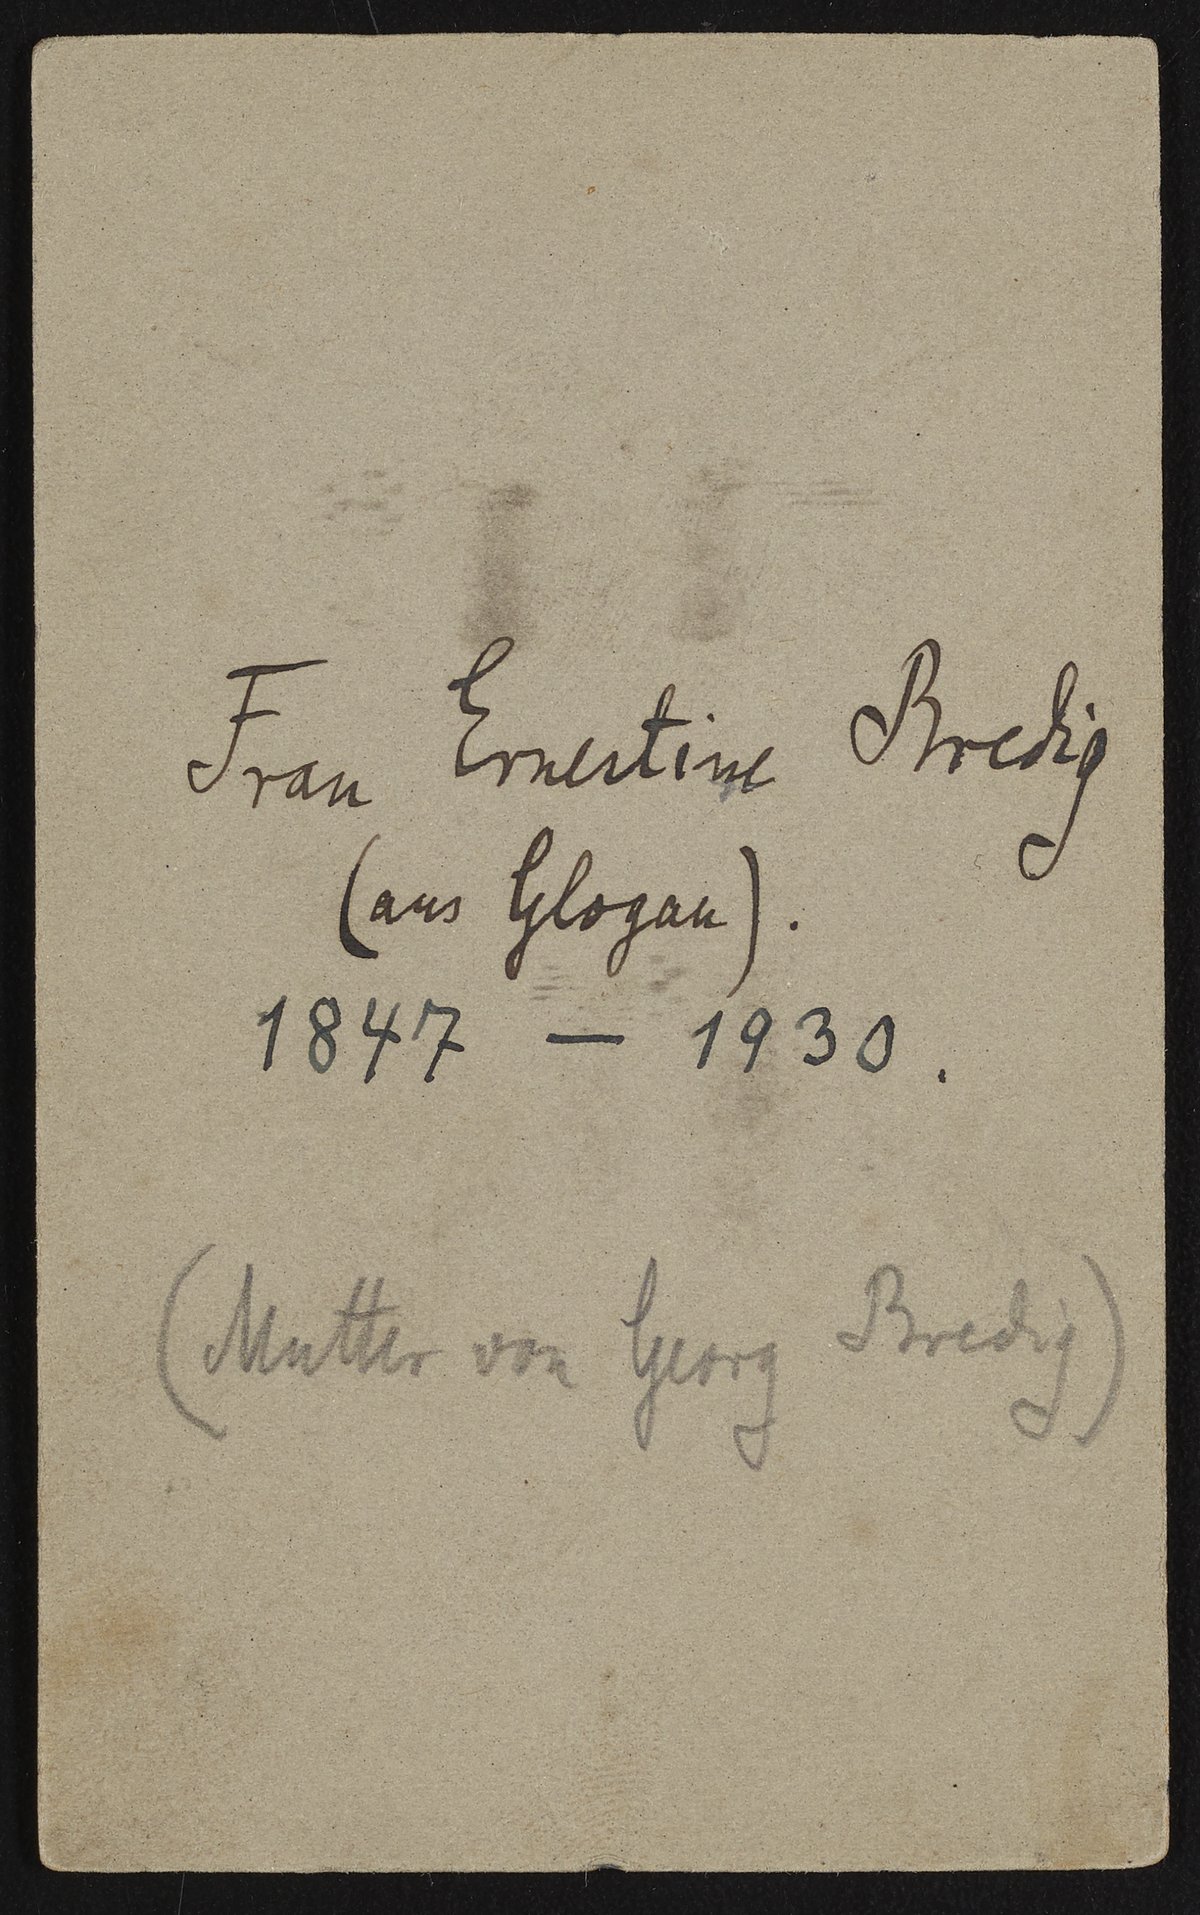 Frau Ernestine Bredig
(aus Glogau).
1847 — 1930.
(Mutter von Georg Bredig)